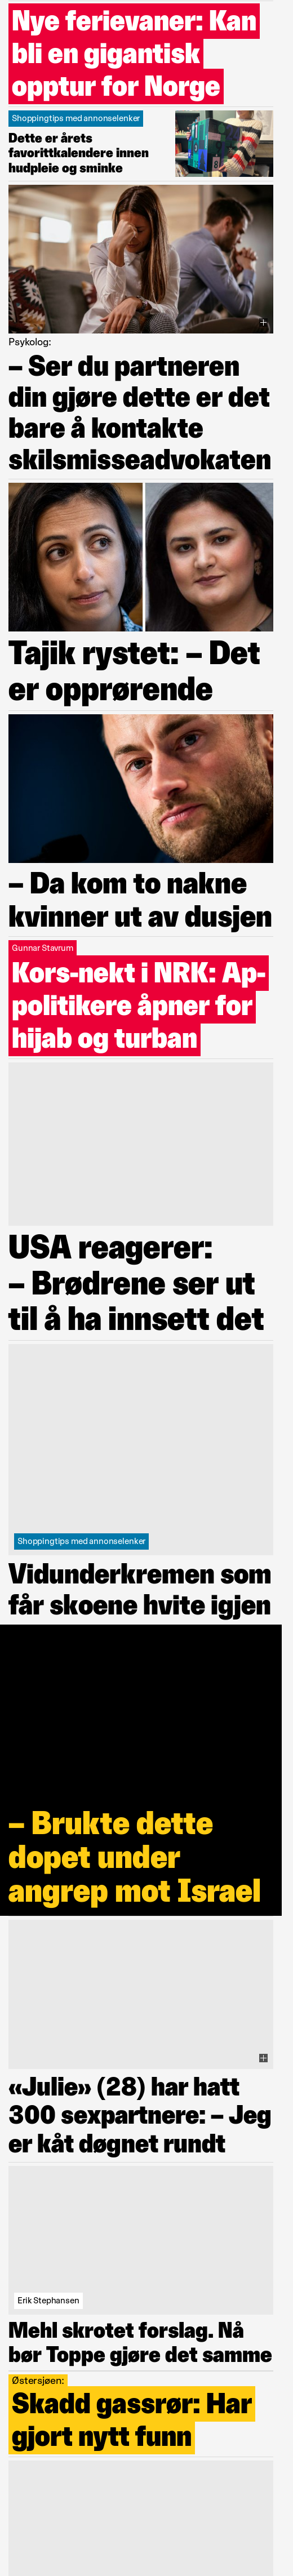 Nye ferievaner: Kan
bli en gigantisk
opptur for Norge
Shoppingtips med annonselenker
Dette er årets
favorittkalendere innen
hudpleie og sminke
Psykolog:
– Ser du partneren
din gjøre dette er det
bare å kontakte
skilsmisseadvokaten
Tajik rystet: – Det
er opprørende
– Da kom to nakne
kvinner ut av dusjen
Gunnar Stavrum
Kors-nekt i NRK: Ap-
politikere åpner for
hijab og turban
USA reagerer:
– Brødrene ser ut
til å ha innsett det
Shoppingtips med annonselenker
Vidunderkremen som
får skoene hvite igjen
– Brukte dette
dopet under
angrep mot Israel
«Julie» (28) har hatt
300 sexpartnere: – Jeg
er kåt døgnet rundt
Erik Stephansen
Mehl skrotet forslag. Nå
bør Toppe gjøre det samme
Østersjøen:
Skadd gassrør: Har
gjort nytt funn